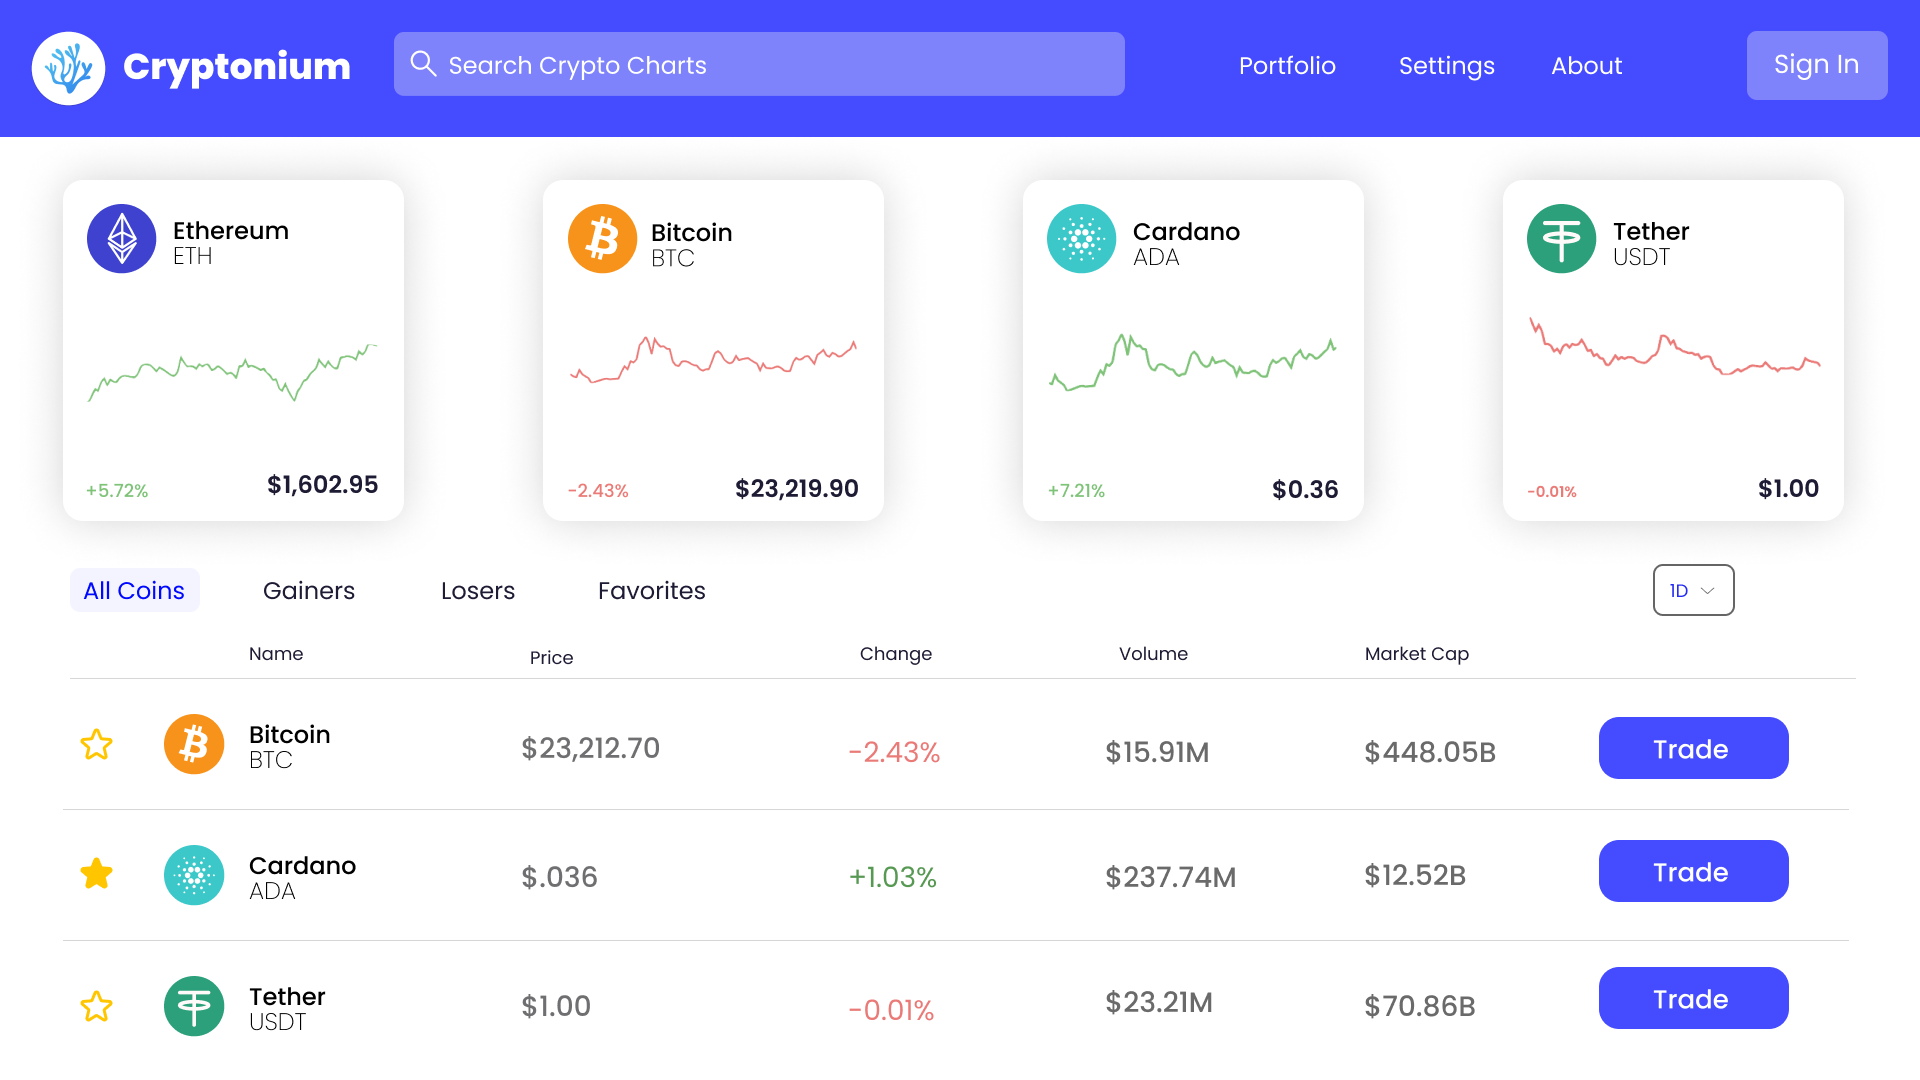 Cryptonium
Search Crypto Charts
Portfolio
Settings
About
Sign In
Ethereum
ETH
+5.72%
$1,602.95
Bitcoin
BTC
-2.43%
$23,219.90
Cardano
ADA
+7.21%
$0.36
Tether
USDT
-0.01%
$1.00
All Coins
Gainers
Losers
Favorites
1D
Name
Price
Change
Volume
Market Cap
Bitcoin
BTC
$23,212.70
-2.43%
$15.91M
$448.05B
Trade
Cardano
ADA
$.036
+1.03%
$237.74M
$12.52B
Trade
Tether
USDT
$1.00
-0.01%
$23.21M
$70.86B
Trade